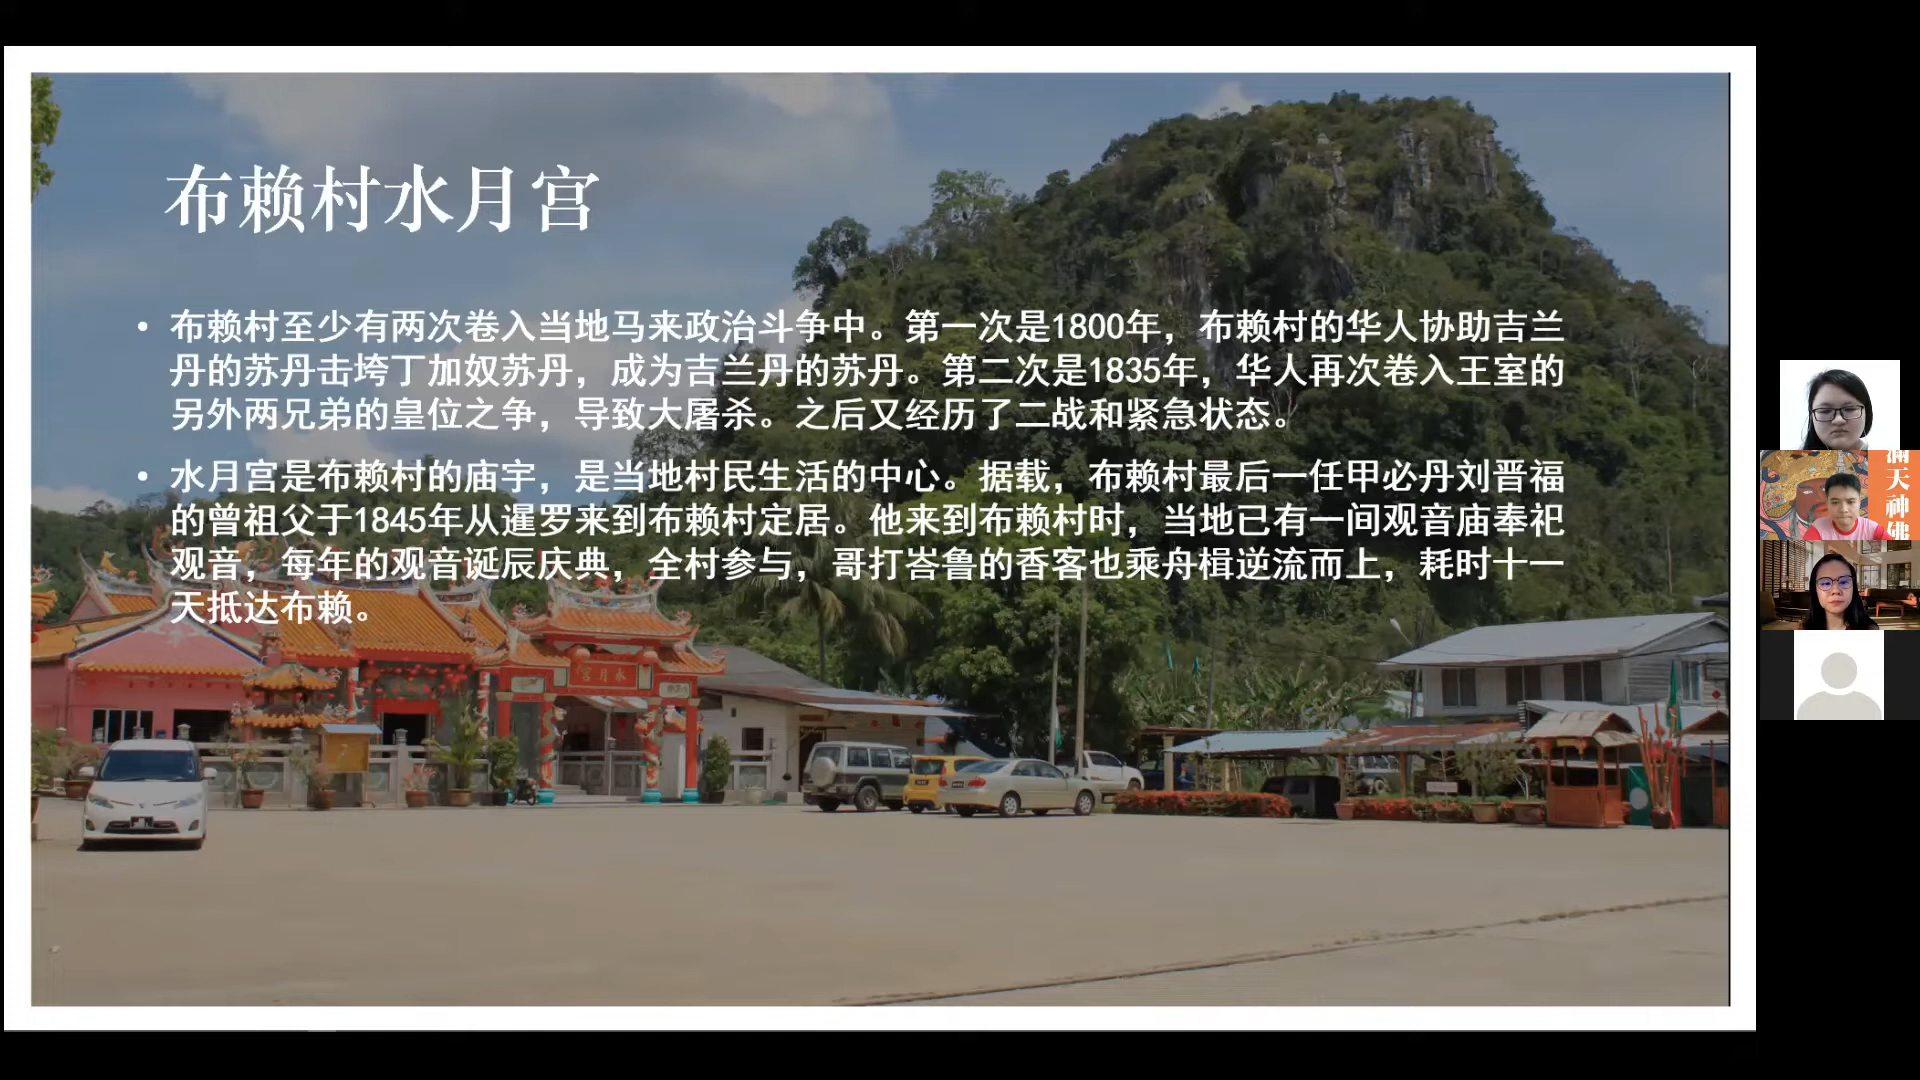 布赖村水月宫
• 布赖村至少有两次卷入当地马来政治斗争中。第一次是1800年，布赖村的华人协助吉兰
丹的苏丹击垮丁加奴苏丹，成为吉兰丹的苏丹。第二次是1835年，华人再次卷入王室的
另外两兄弟的皇位之争，导致大屠杀。之后又经历了二战和紧急状态。
• 水月宫是布赖村的庙宇，是当地村民生活的中心。据载，布赖村最后一任甲必丹刘晋福
的曾祖父于1845年从暹罗来到布赖村定居。他来到布赖村时，当地已有一间观音庙奉祀
观音，每年的观音诞辰庆典，全村参与，哥打峇鲁的香客也乘舟楫逆流而上，耗时十一
天抵达布赖。
宫月水
满天神佛